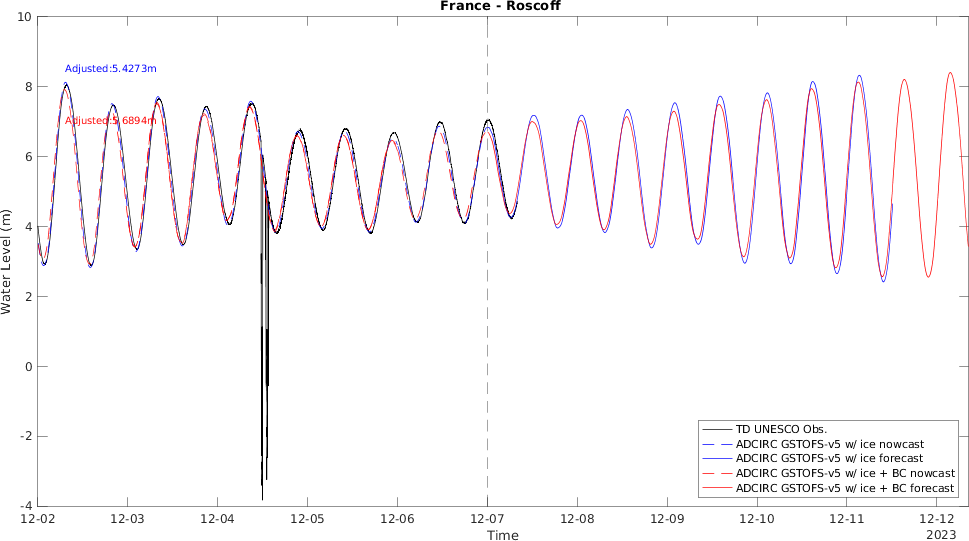 France - Roscoff
10
8
6
4
2
0
-2
-4
Water Level (m)
Adjusted:5.4273m
Adjusted:5.6894m
TD UNESCO Obs.
ADCIRC GSTOFS-v5 w/ ice nowcast
ADCIRC GSTOFS-v5 w/ ice forecast
ADCIRC GSTOFS-v5 w/ ice + BC nowcast
ADCIRC GSTOFS-v5 w/ ice + BC forecast
12-02 12-03 12-04 12-05 12-06 12-07 12-08 12-09 12-10 12-11 12-12
Time
2023